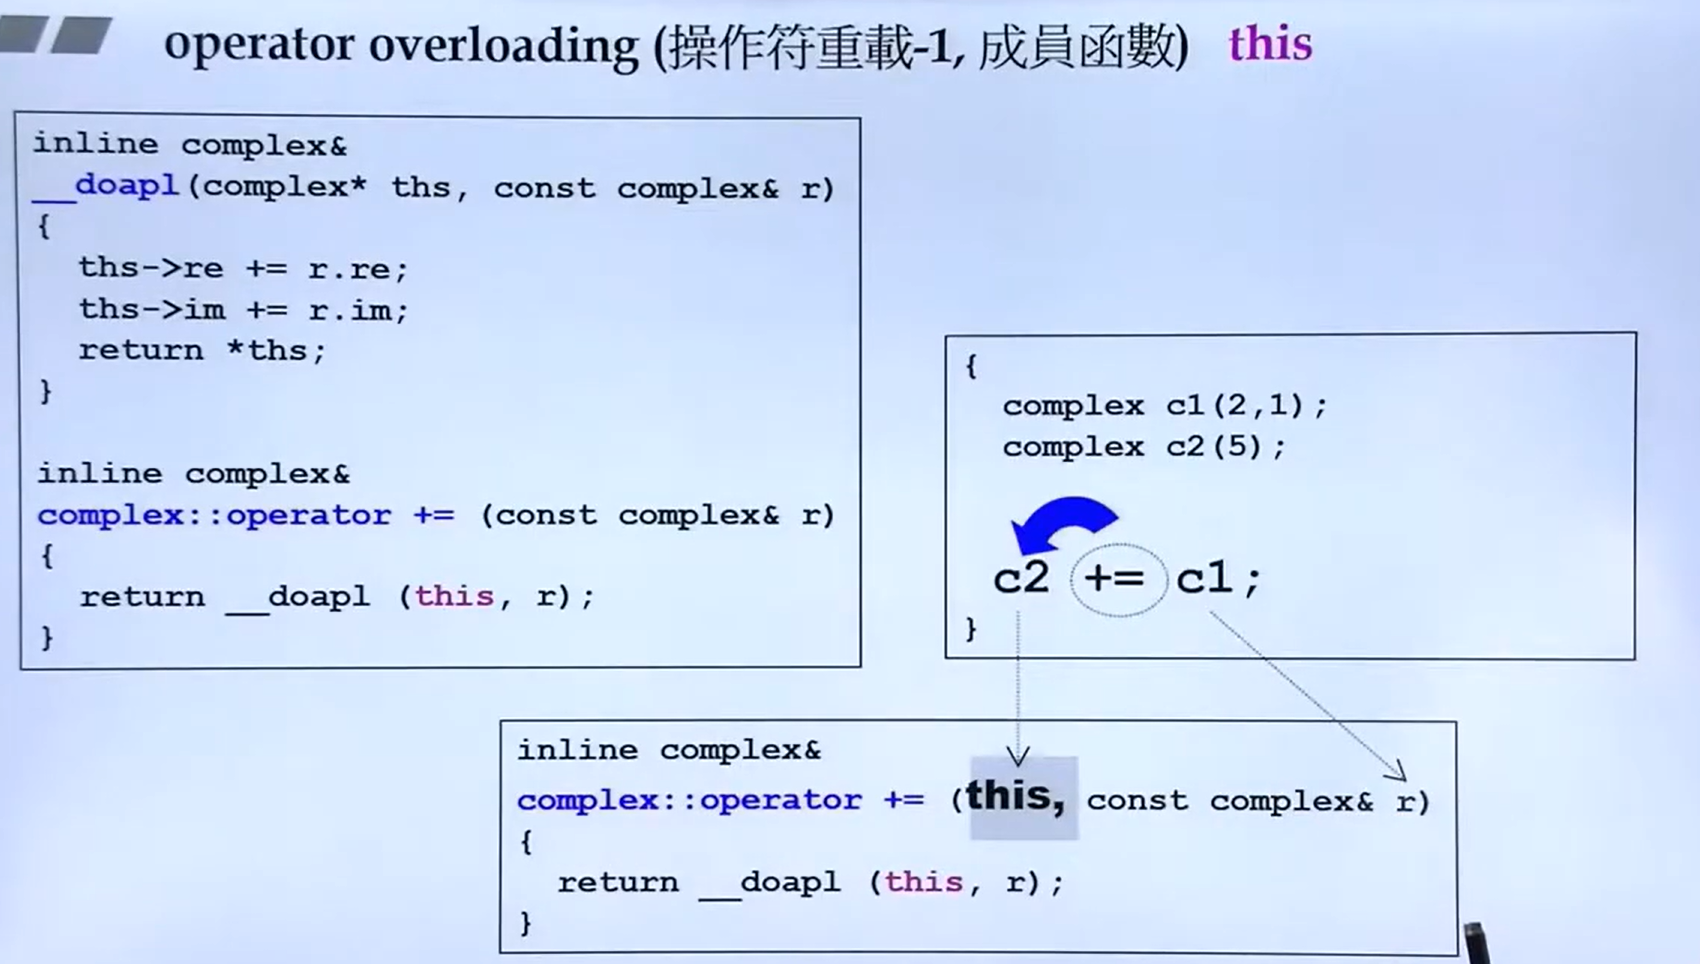 operator overloading (操作符重載-1, 成員函數) this
inline complex&
__doapl(complex* ths, const complex& r)
{
ths->re += r.re;
ths->im += r.im;
return *ths;
}
inline complex&
complex::operator += (const complex& r)
{
return __doapl (this, r);
}
{
complex c1(2,1);
complex c2(5);
c2 += c1;
}
inline complex&
complex::operator += (this, const complex& r)
{
return __doapl (this, r);
}